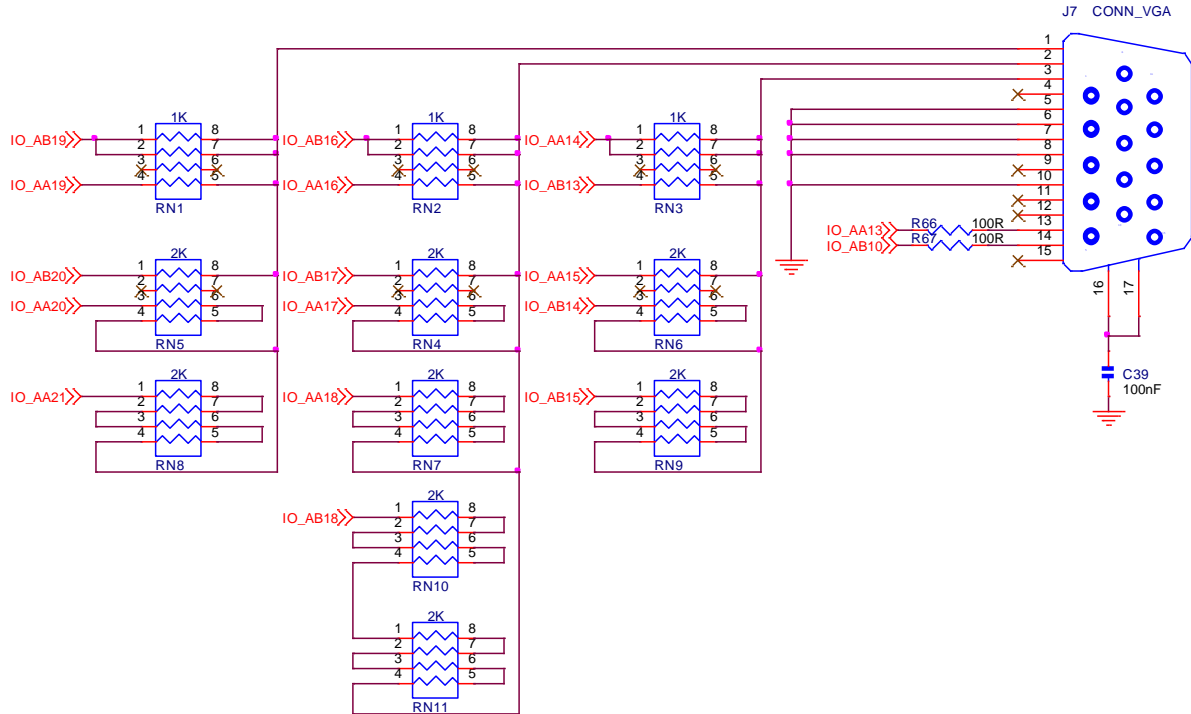 J7 CONN_VGA
1
2
3
4
5
6
7
8
9
10
11
12
13
14
15
16
17
C39
100nF
IO_AA13 R66 100R
IO_AB10 R67 100R
1K
IO_AB19 1 8
2 7
3 6
IO_AA19 4 5
RN1
1K
IO_AB16 1 8
2 7
3 6
IO_AA16 4 5
RN2
1K
IO_AA14 1 8
2 7
3 6
IO_AB13 4 5
RN3
2K
IO_AB20 1 8
2 7
IO_AA20 3 6
4 5
RN5
2K
IO_AB17 1 8
2 7
IO_AA17 3 6
4 5
RN4
2K
IO_AA15 1 8
2 7
IO_AB14 3 6
4 5
RN6
2K
IO_AA21 1 8
2 7
3 6
4 5
RN8
2K
IO_AA18 1 8
2 7
3 6
4 5
RN7
2K
IO_AB15 1 8
2 7
3 6
4 5
RN9
2K
IO_AB18 1 8
2 7
3 6
4 5
RN10
2K
1 8
2 7
3 6
4 5
RN11